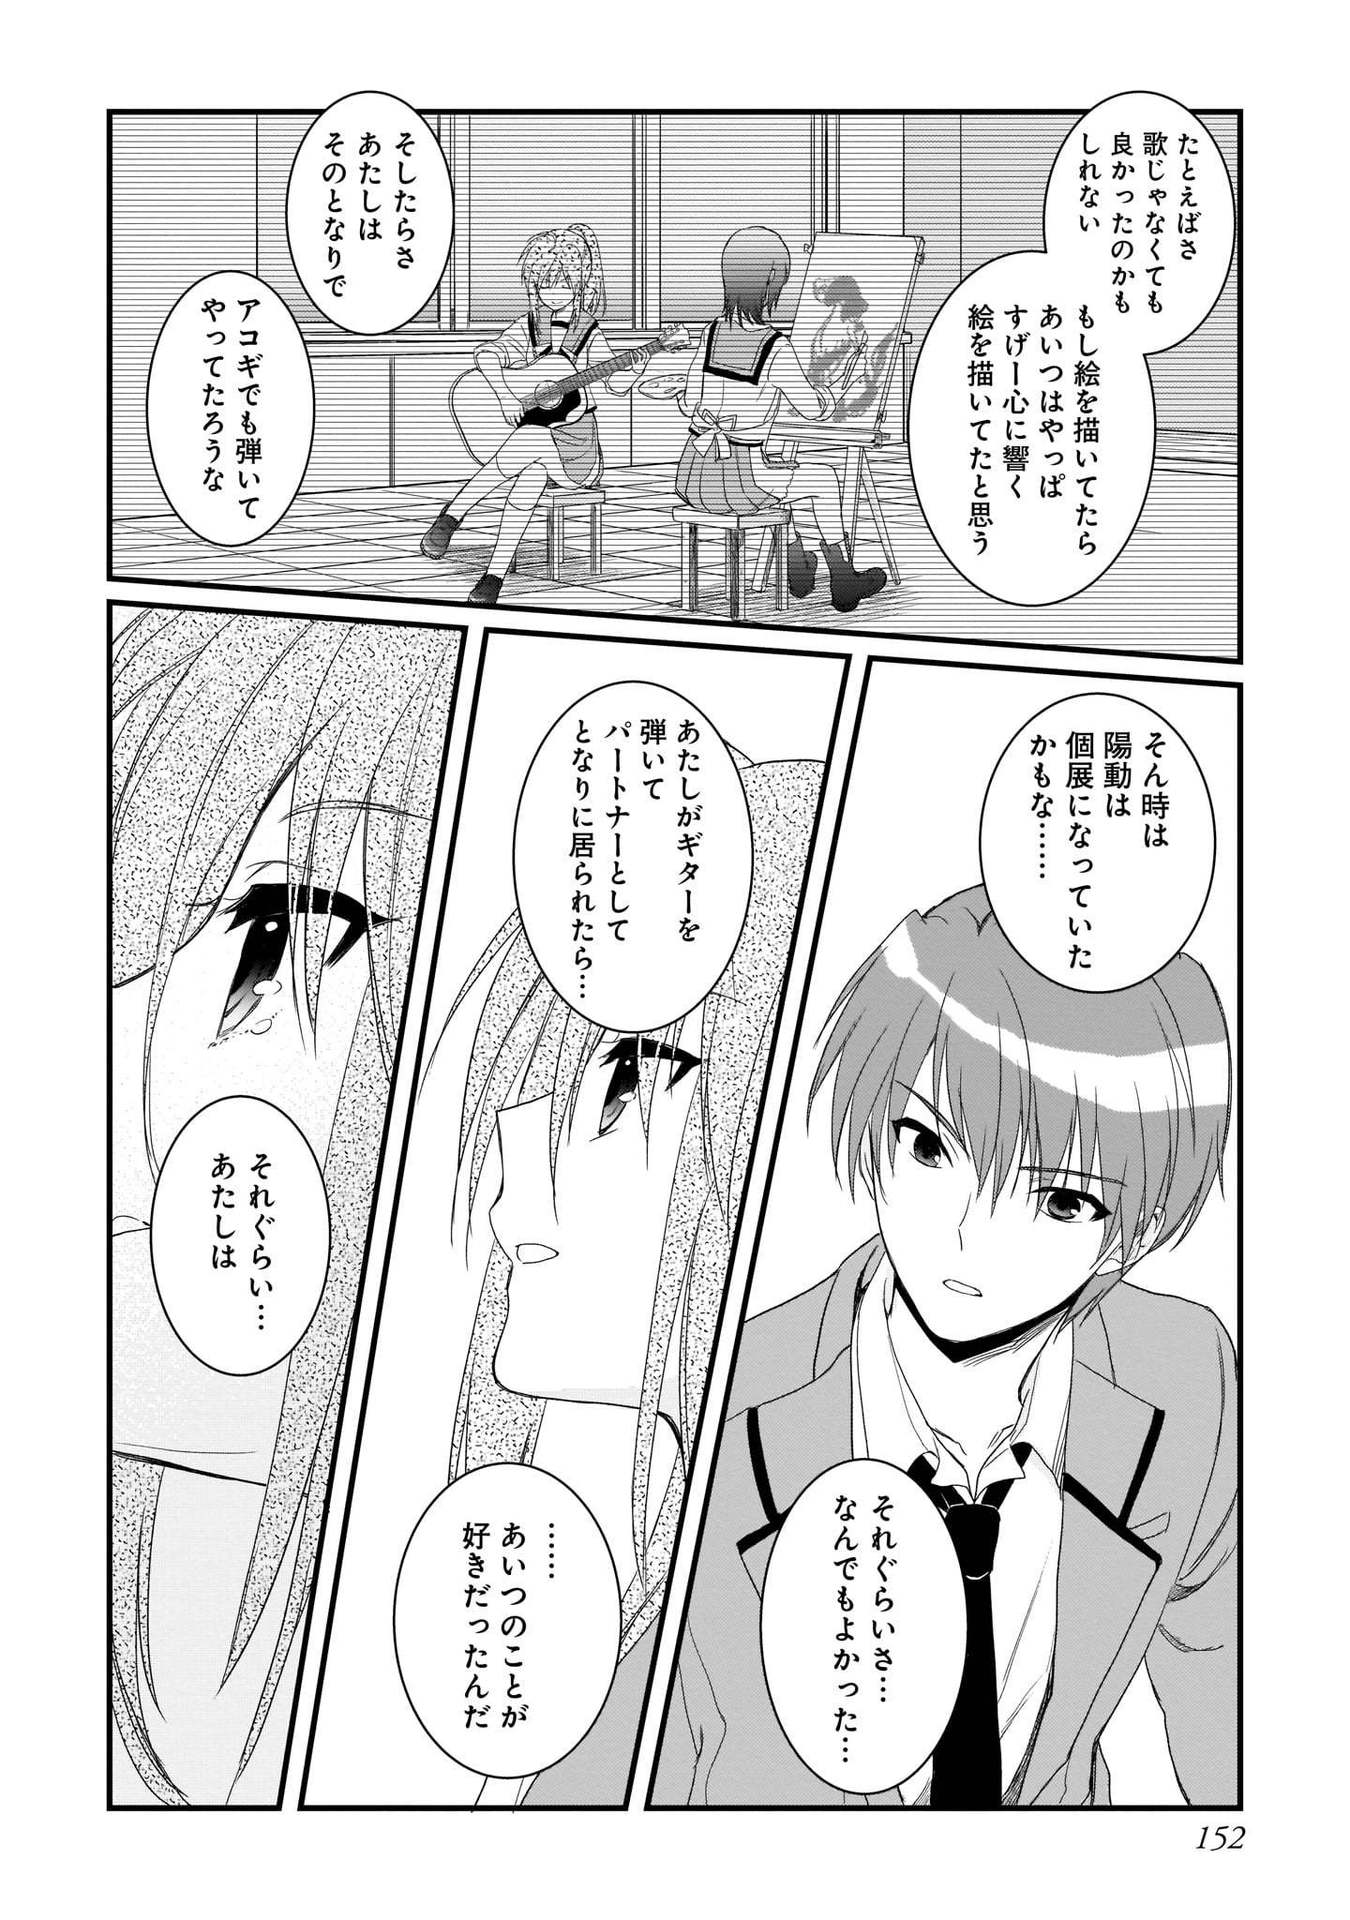 たとえばさ
歌じゃなくても
良かったのかも
しれない
もし絵を描いてたら
あいつはやっぱ
すげー心に響く
絵を描いてたと思う
そしたらさ
あたしは
そのとなりで
アコギでも弾いて
やってたろうな
そん時は
陽動は
個展になっていた
かもな……
それぐらいさ…
なんでもよかった…
あたしがギターを
弾いて
パートナーとして
となりに居られたら…
……
あいつのことが
好きだったんだ
それぐらい…
あたしは
152